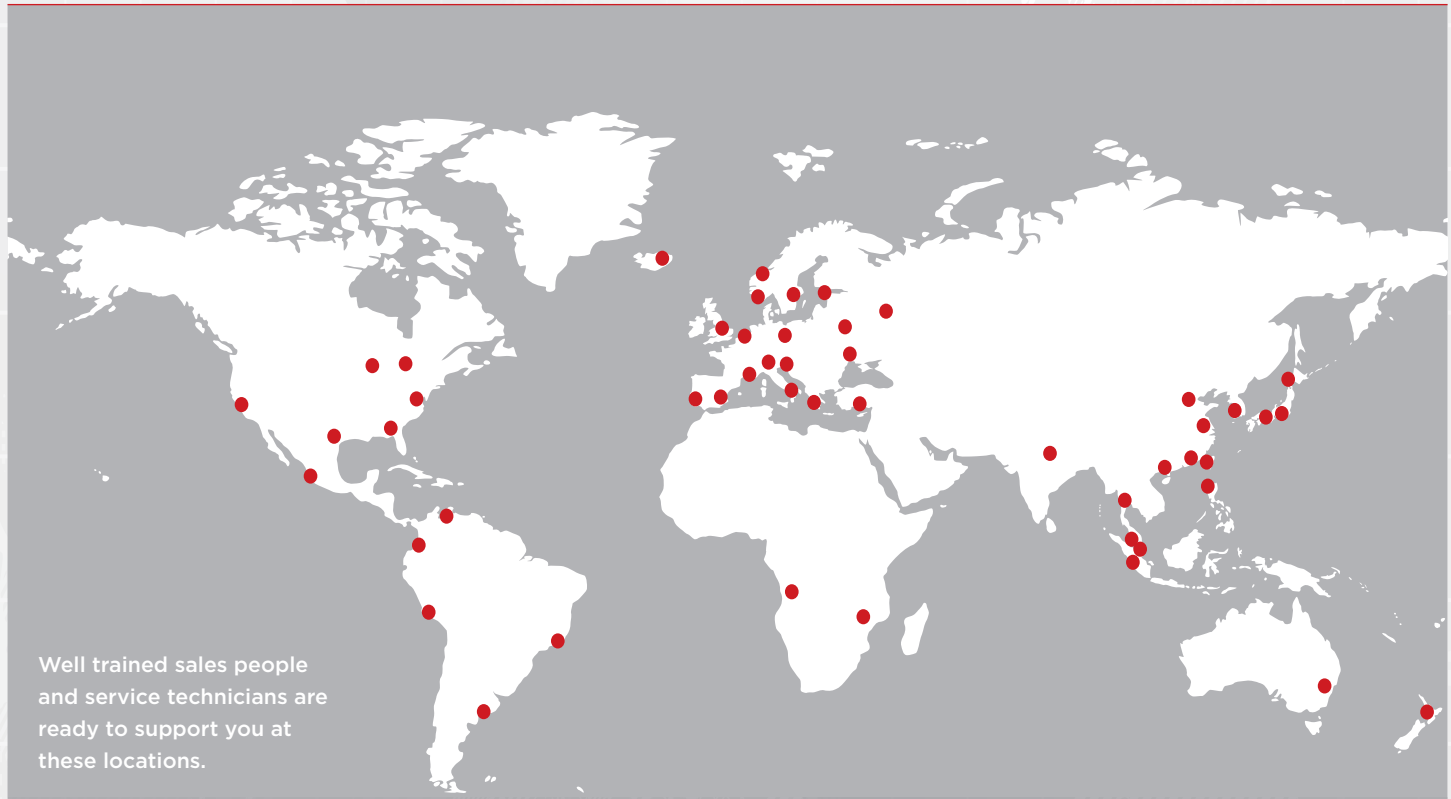 Well trained sales people
and service technicians are
ready to support you at
these locations.